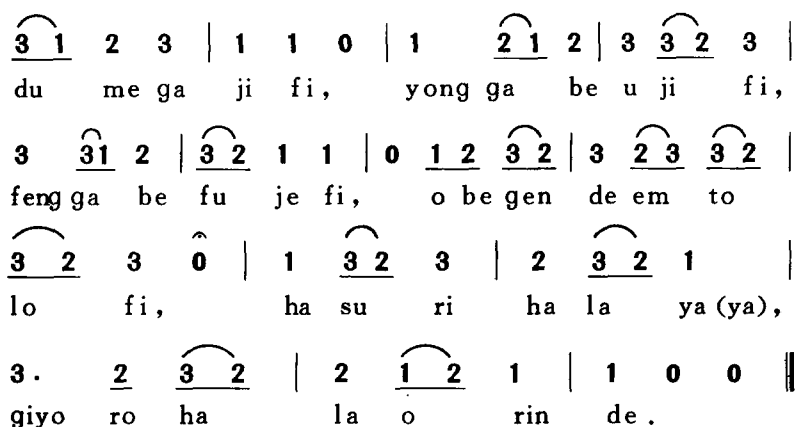 3 1 2 3 | 1 1 0 | 1 2 1 2 | 3 3 2 3 |
du me ga ji fi, yong ga be u ji fi,
3 31 2 | 3 2 1 1 | 0 1 2 3 2 | 3 2 3 3 2 |
feng ga be fu je fi, o be gen de em to
3 2 3 0 | 1 3 2 3 | 2 3 2 1 |
lo fi, ha su ri ha la ya (ya),
3. 2 3 2 | 2 1 2 1 | 1 0 0 ‖
giyo ro ha la o rin de.